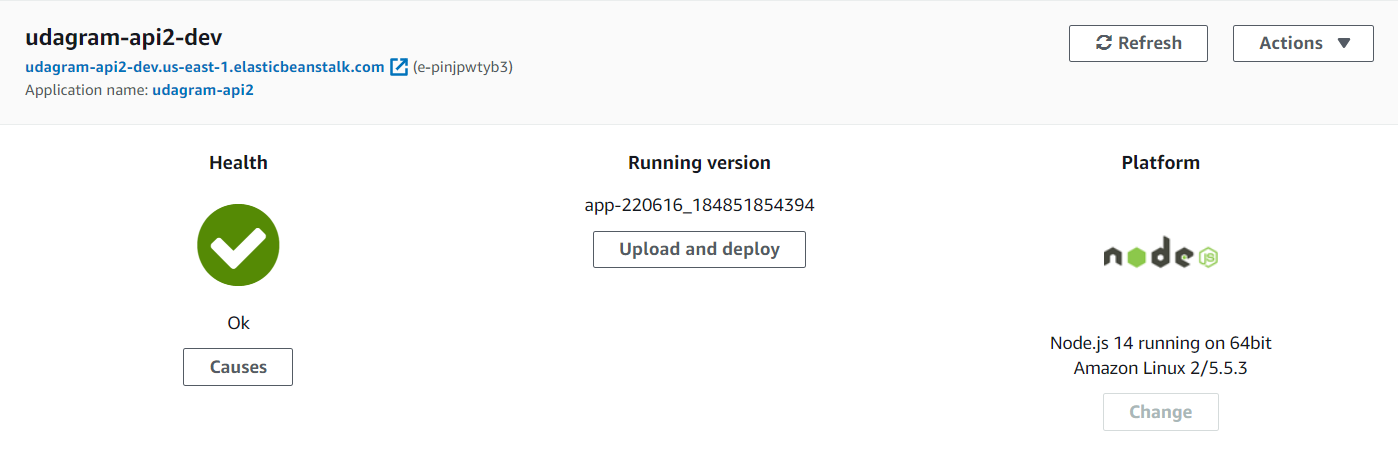 udagram-api2-dev
udagram-api2-dev.us-east-1.elasticbeanstalk.com (e-pinjpwtyb3)
Application name: udagram-api2
Refresh
Actions
Health
Ok
Causes
Running version
app-220616_184851854394
Upload and deploy
Platform
node JS
Node.js 14 running on 64bit
Amazon Linux 2/5.5.3
Change